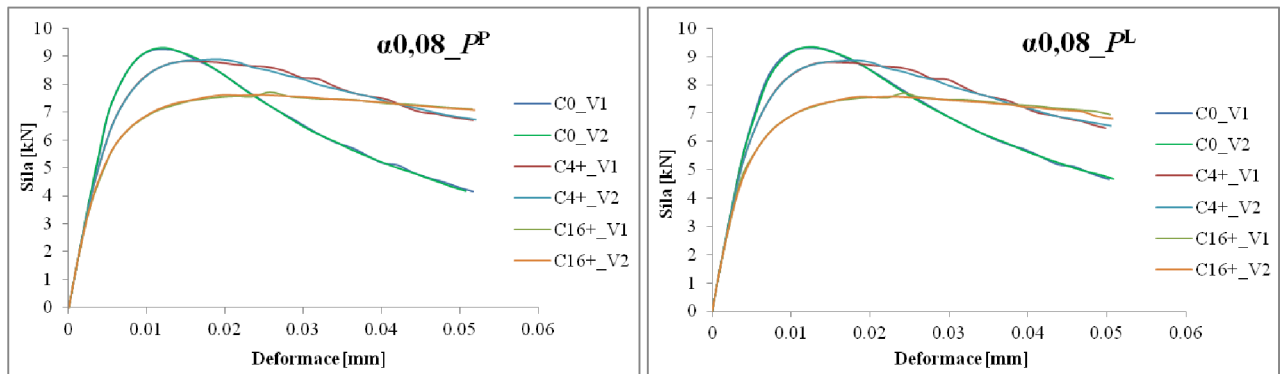 α0,08_Pᴾ
Síla [kN]
10
9
8
7
6
5
4
3
2
1
0
0
0.01
0.02
0.03
0.04
0.05
0.06
Deformace [mm]
C0_V1
C0_V2
C4+_V1
C4+_V2
C16+_V1
C16+_V2
α0,08_Pᴸ
Síla [kN]
10
9
8
7
6
5
4
3
2
1
0
0
0.01
0.02
0.03
0.04
0.05
0.06
Deformace [mm]
C0_V1
C0_V2
C4+_V1
C4+_V2
C16+_V1
C16+_V2